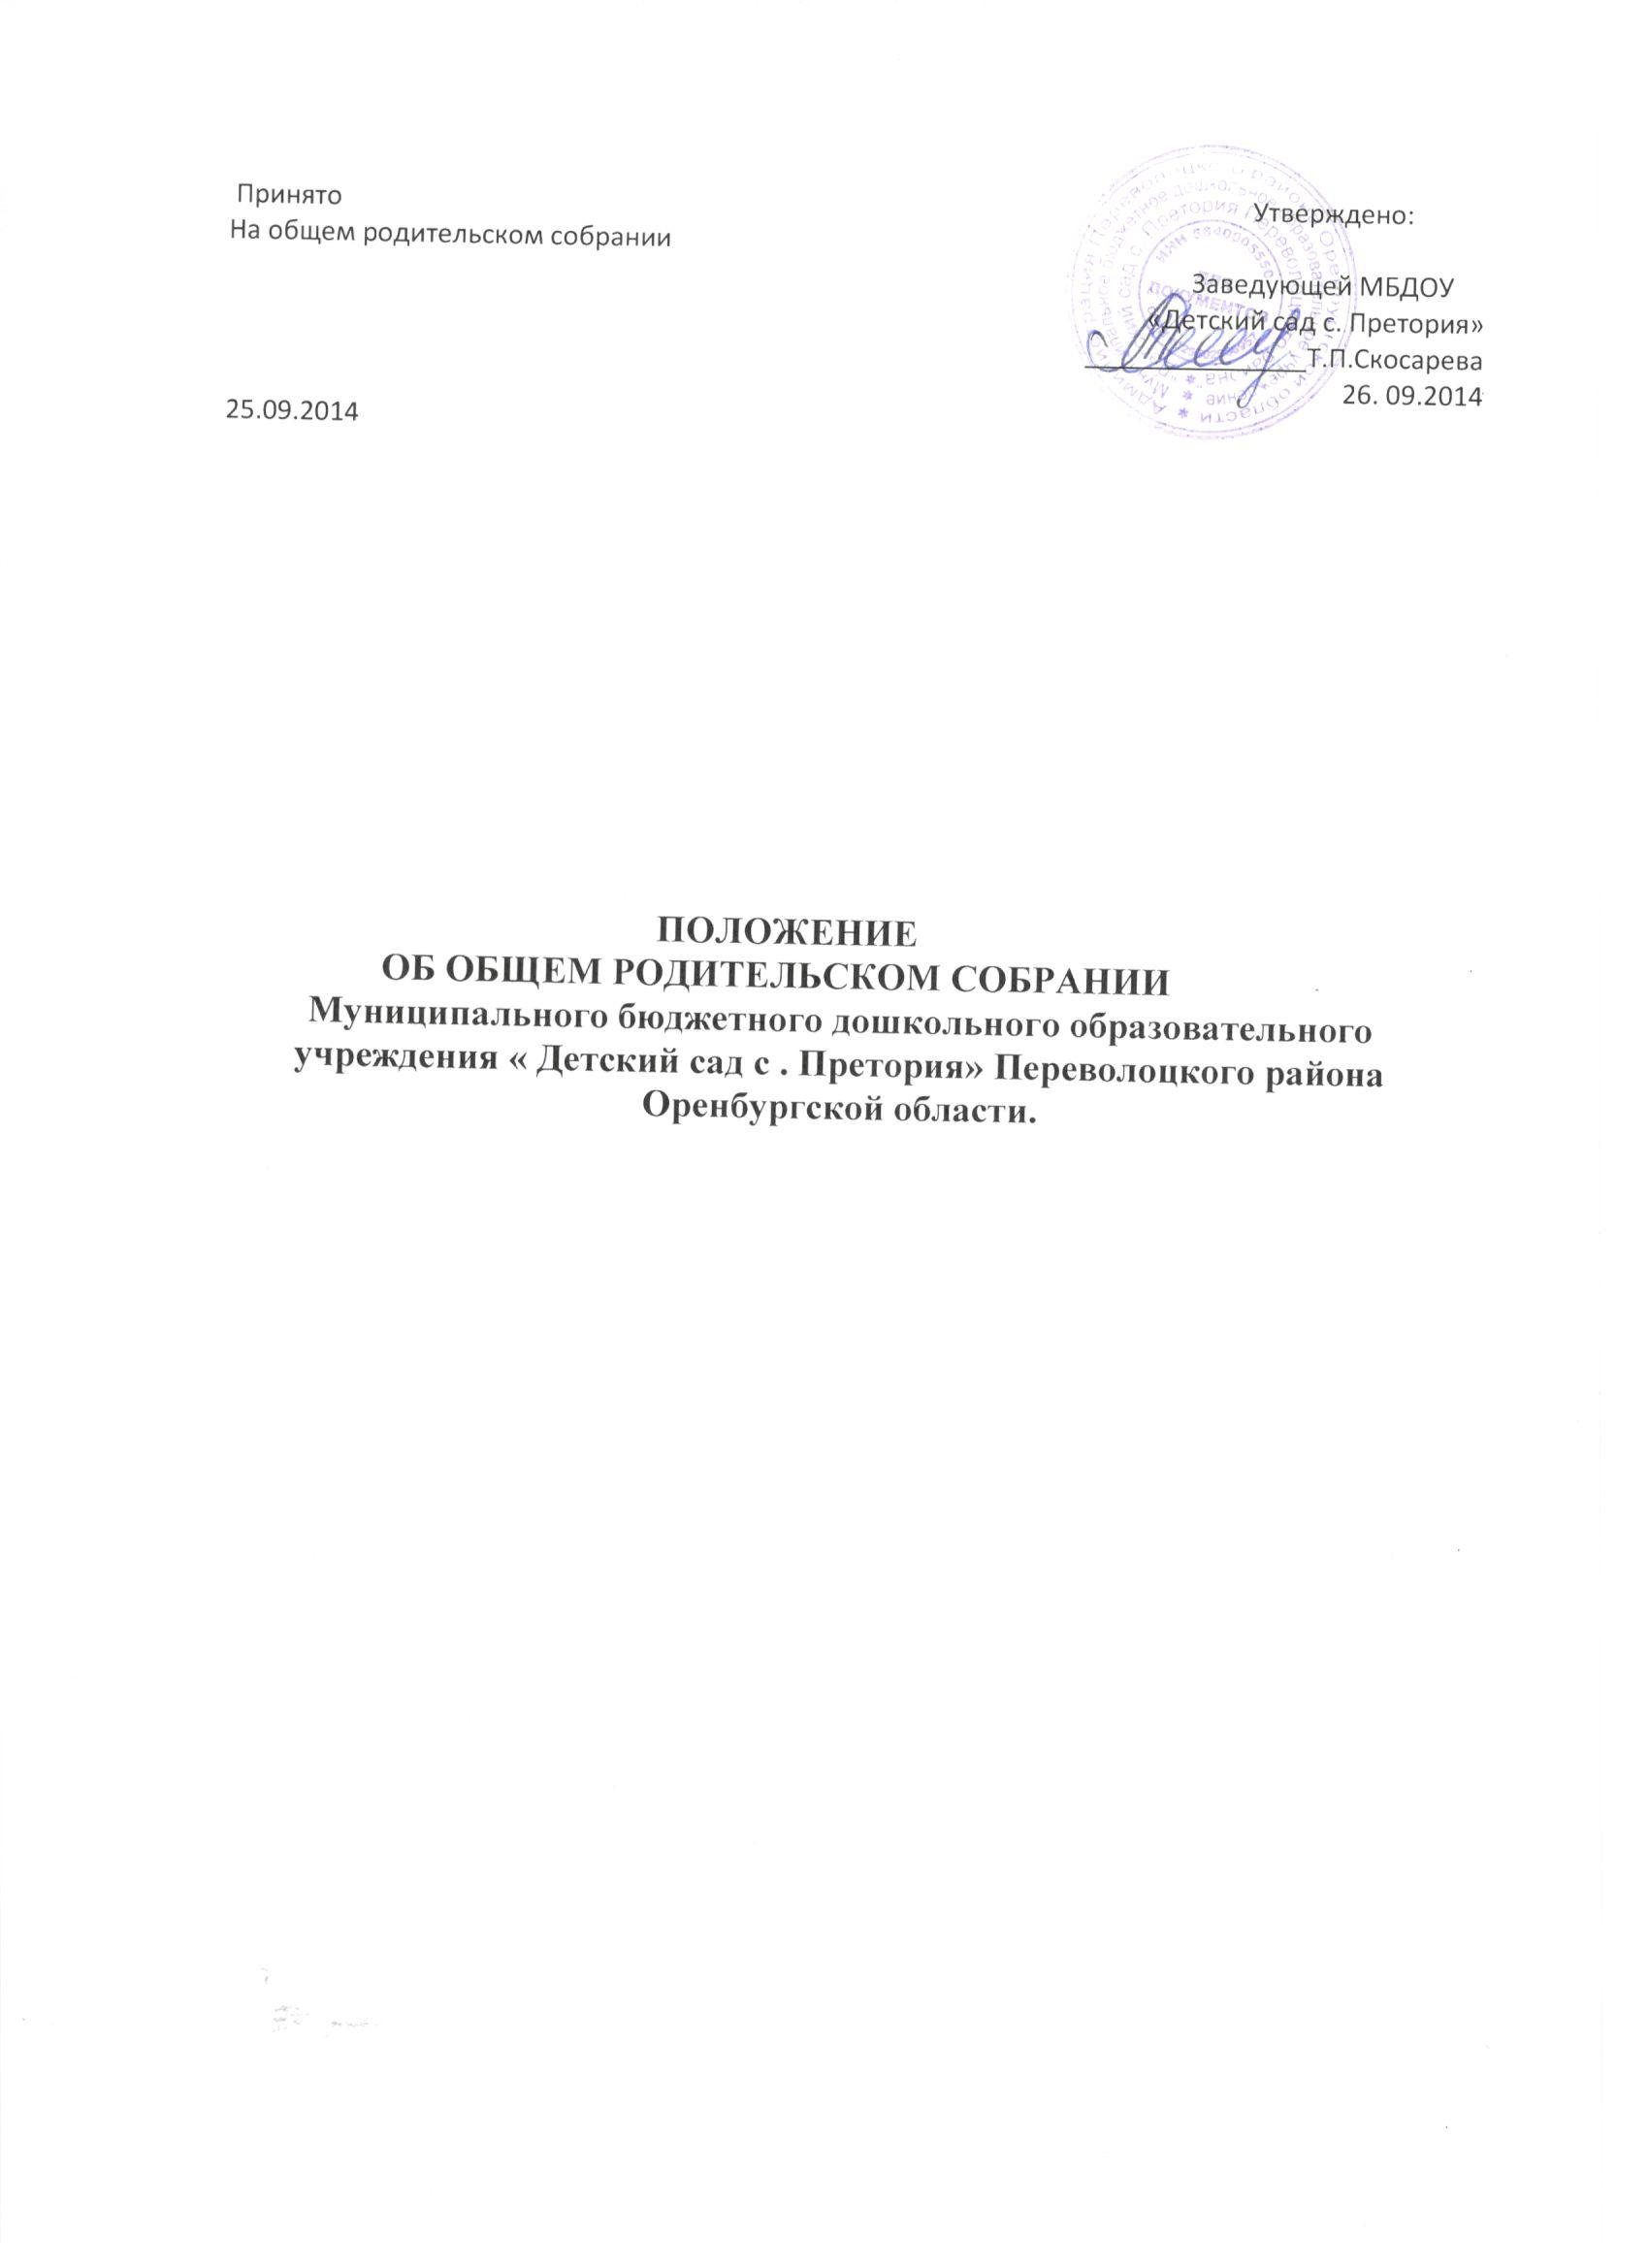 Принято
На общем родительском собрании
25.09.2014
Утверждено:
Заведующей МБДОУ
«Детский сад с. Претория»
Т.П.Скосарева
26. 09.2014
ДОКУМЕНТОВ
ПОЛОЖЕНИЕ
ОБ ОБЩЕМ РОДИТЕЛЬСКОМ СОБРАНИИ
Муниципального бюджетного дошкольного образовательного
учреждения « Детский сад с . Претория» Переволоцкого района
Оренбургской области.